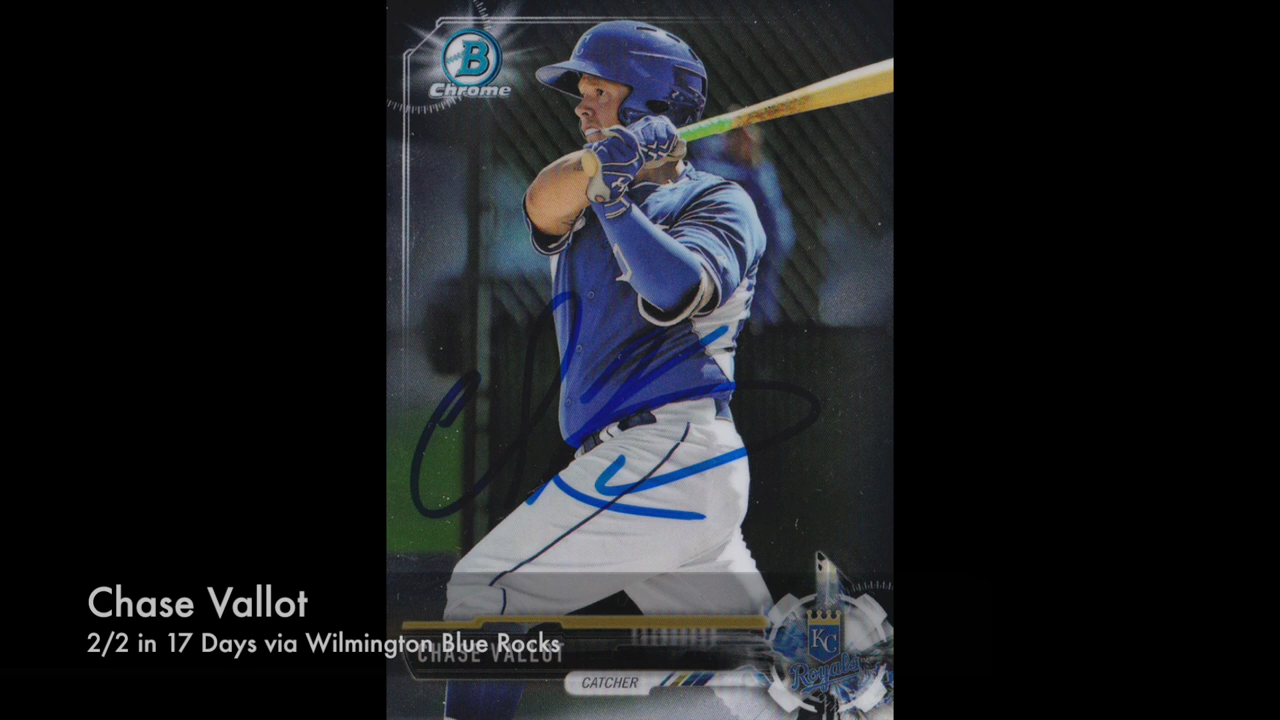 B
Chrome
Chase Vallot
2/2 in 17 Days via Wilmington Blue Rocks
CHASE VALLOT
CATCHER
KC
Royals